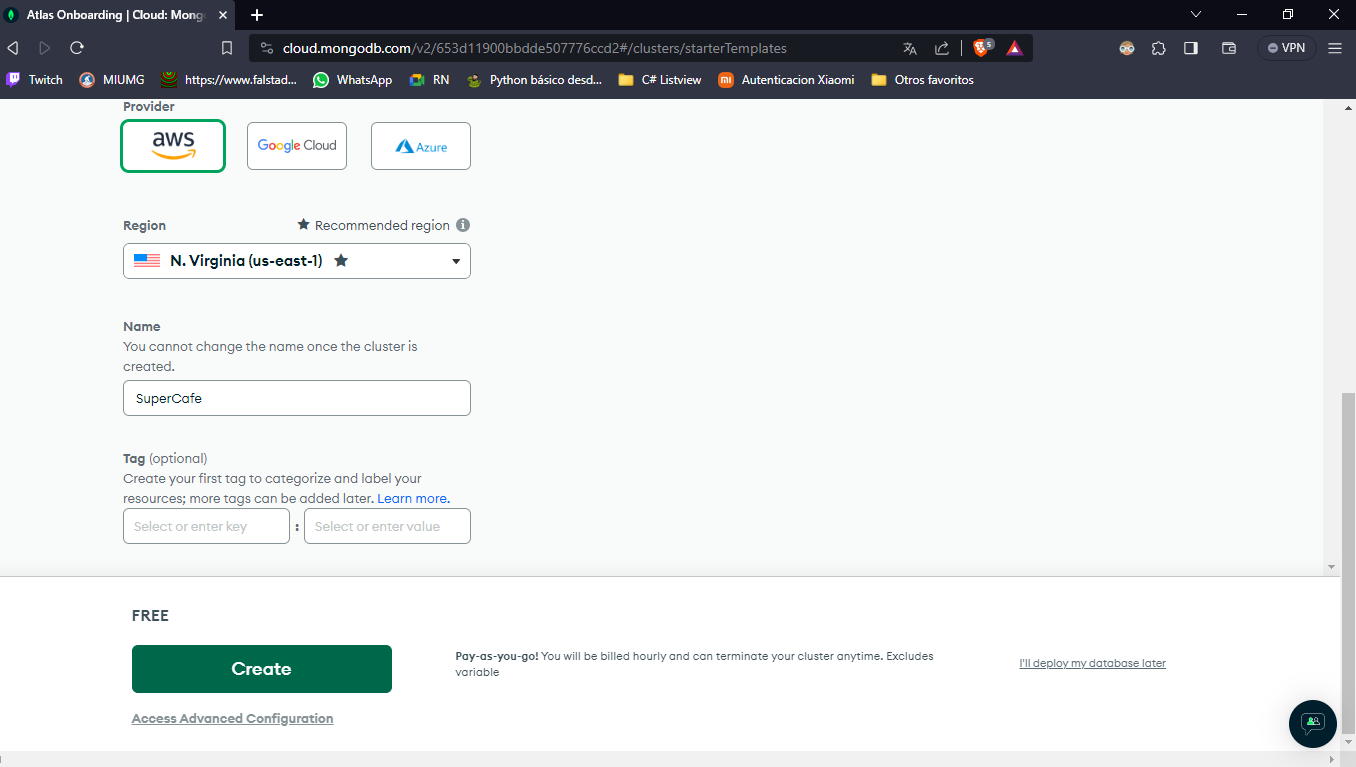 Atlas Onboarding | Cloud: Mong
cloud.mongodb.com/v2/653d11900bbdde507776ccd2#/clusters/starterTemplates
5
VPN
Twitch
MIUMG
https://www.falstad...
WhatsApp
RN
Python básico desd...
C# Listview
Autenticacion Xiaomi
Otros favoritos
Provider
aws
Google Cloud
Azure
Region
Recommended region
N. Virginia (us-east-1)
Name
You cannot change the name once the cluster is
created.
SuperCafe
Tag (optional)
Create your first tag to categorize and label your
resources; more tags can be added later. Learn more.
Select or enter key : Select or enter value
FREE
Create
Pay-as-you-go! You will be billed hourly and can terminate your cluster anytime. Excludes
variable
I'll deploy my database later
Access Advanced Configuration